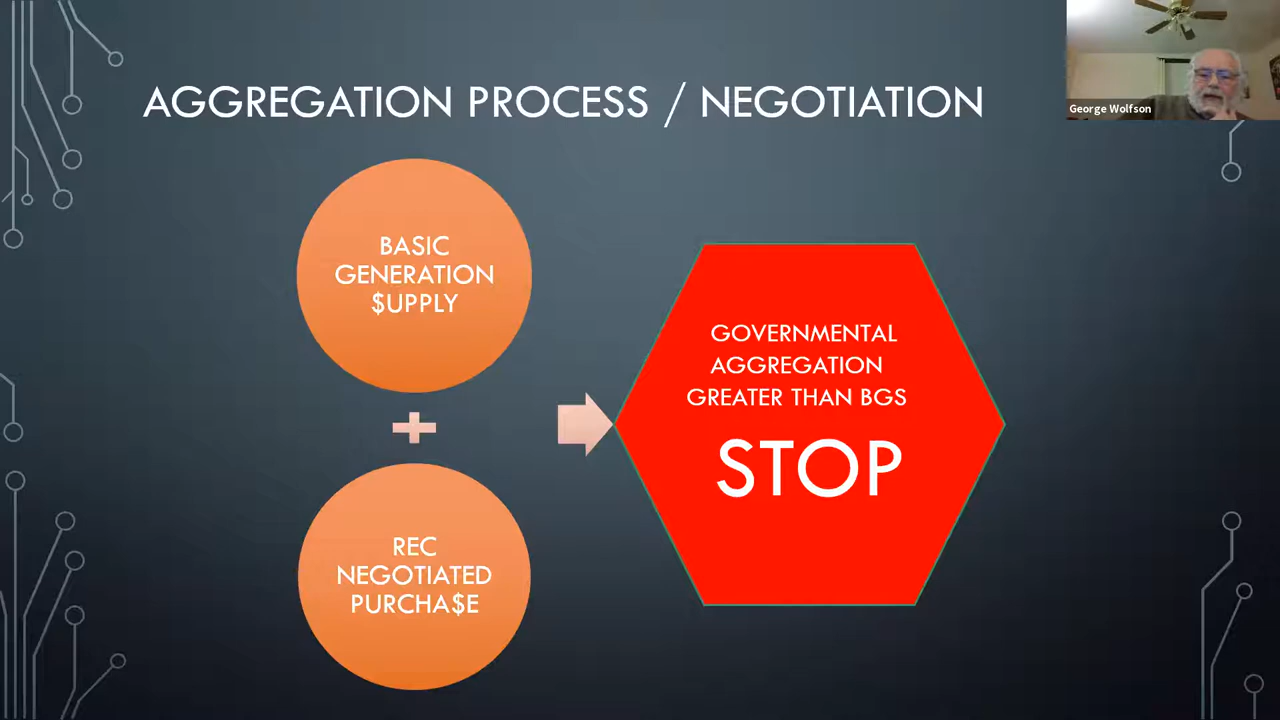 AGGREGATION PROCESS / NEGOTIATION
George Wolfson
BASIC
GENERATION
$UPPLY
REC
NEGOTIATED
PURCHA$E
GOVERNMENTAL
AGGREGATION
GREATER THAN BGS
STOP